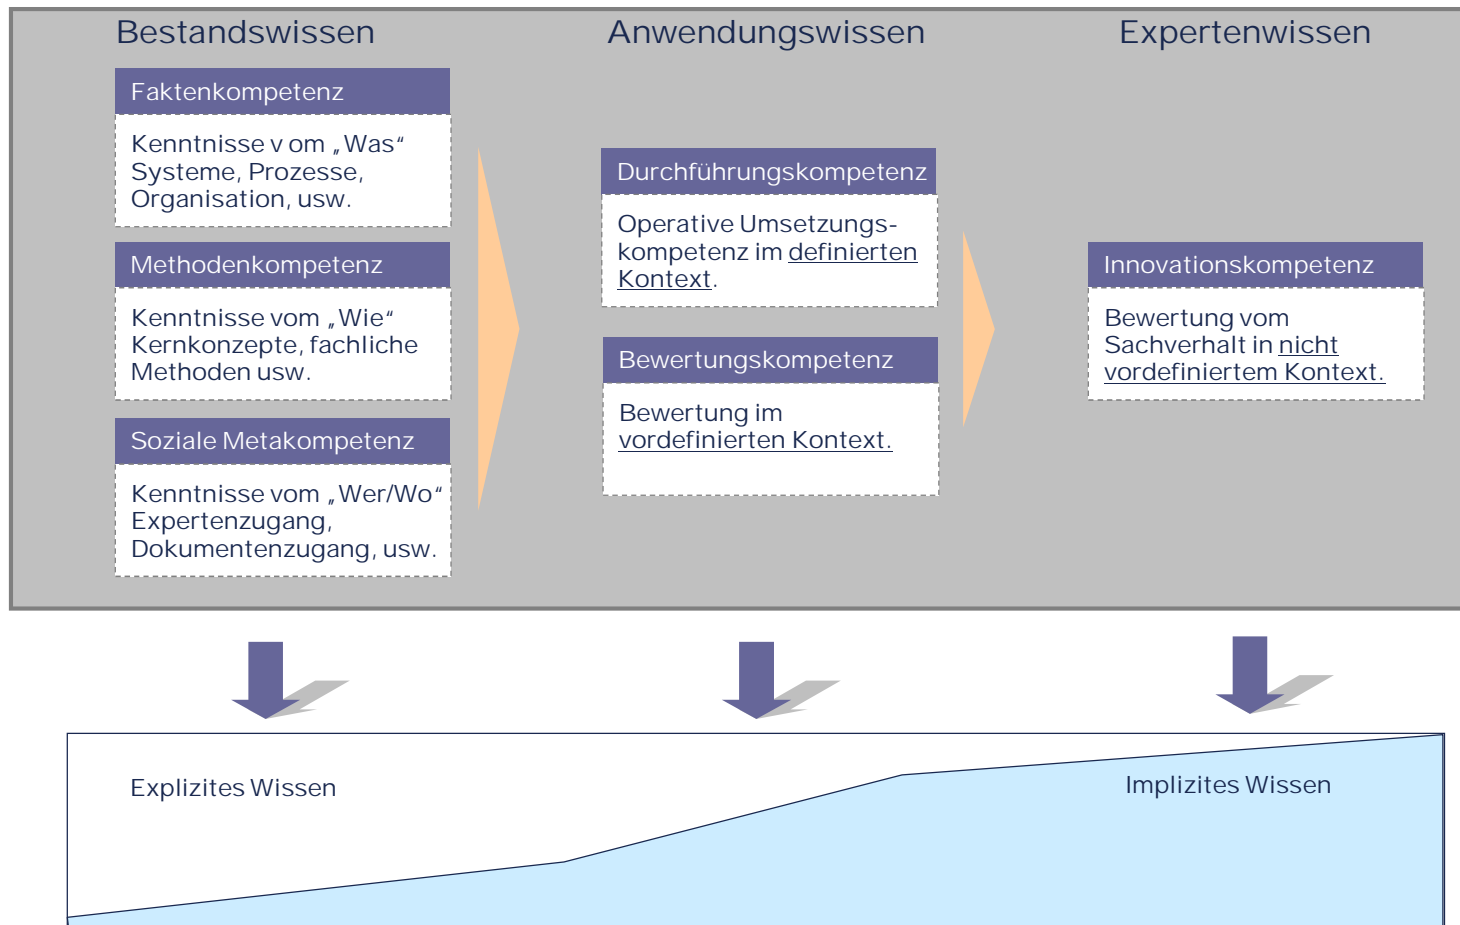 Bestandswissen
Anwendungswissen
Expertenwissen
Faktenkompetenz
Kenntnisse v om „Was“
Systeme, Prozesse,
Organisation, usw.
Methodenkompetenz
Kenntnisse vom „Wie“
Kernkonzepte, fachliche
Methoden usw.
Soziale Metakompetenz
Kenntnisse vom „Wer/Wo“
Expertenzugang,
Dokumentenzugang, usw.
Durchführungskompetenz
Operative Umsetzungs-
kompetenz im definierten
Kontext.
Bewertungskompetenz
Bewertung im
vordefinierten Kontext.
Innovationskompetenz
Bewertung vom
Sachverhalt in nicht
vordefiniertem Kontext.
Explizites Wissen
Implizites Wissen